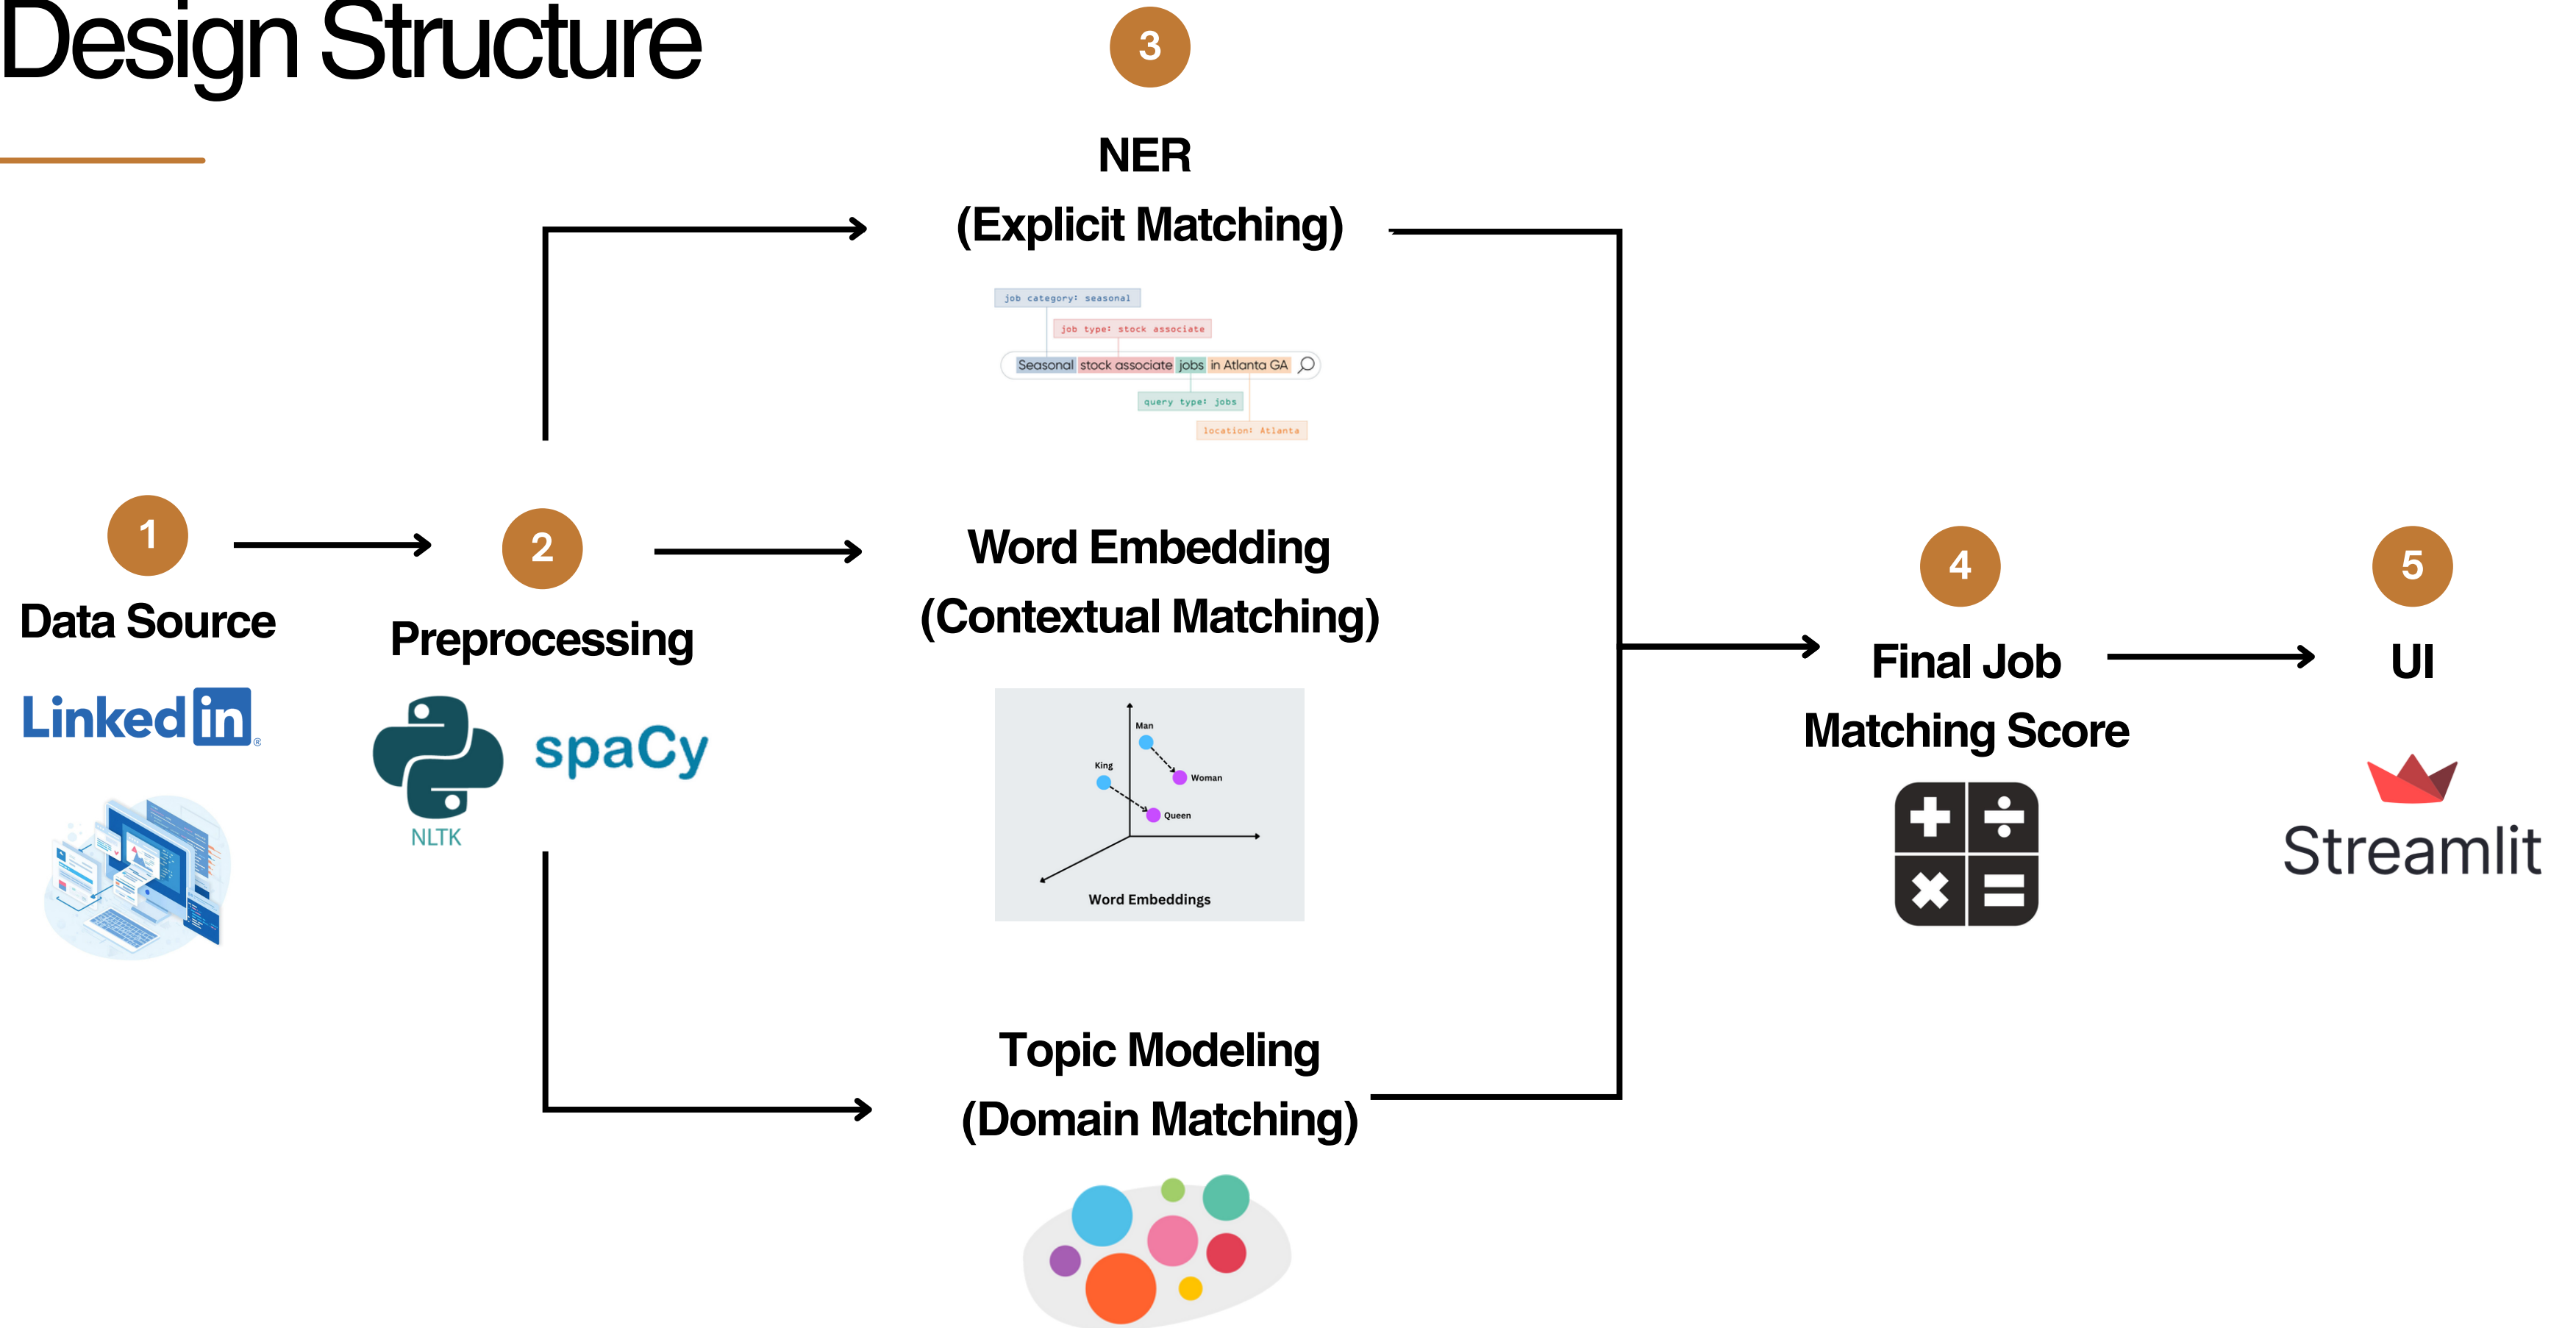 Design Structure
3
NER
(Explicit Matching)
job category: seasonal
job type: stock associate
Seasonal stock associate jobs in Atlanta GA
query type: jobs
location: Atlanta
1
Data Source
LinkedIn®
2
Preprocessing
NLTK
spaCy
Word Embedding
(Contextual Matching)
Man
King
Woman
Queen
Word Embeddings
Topic Modeling
(Domain Matching)
4
Final Job
Matching Score
5
UI
Streamlit